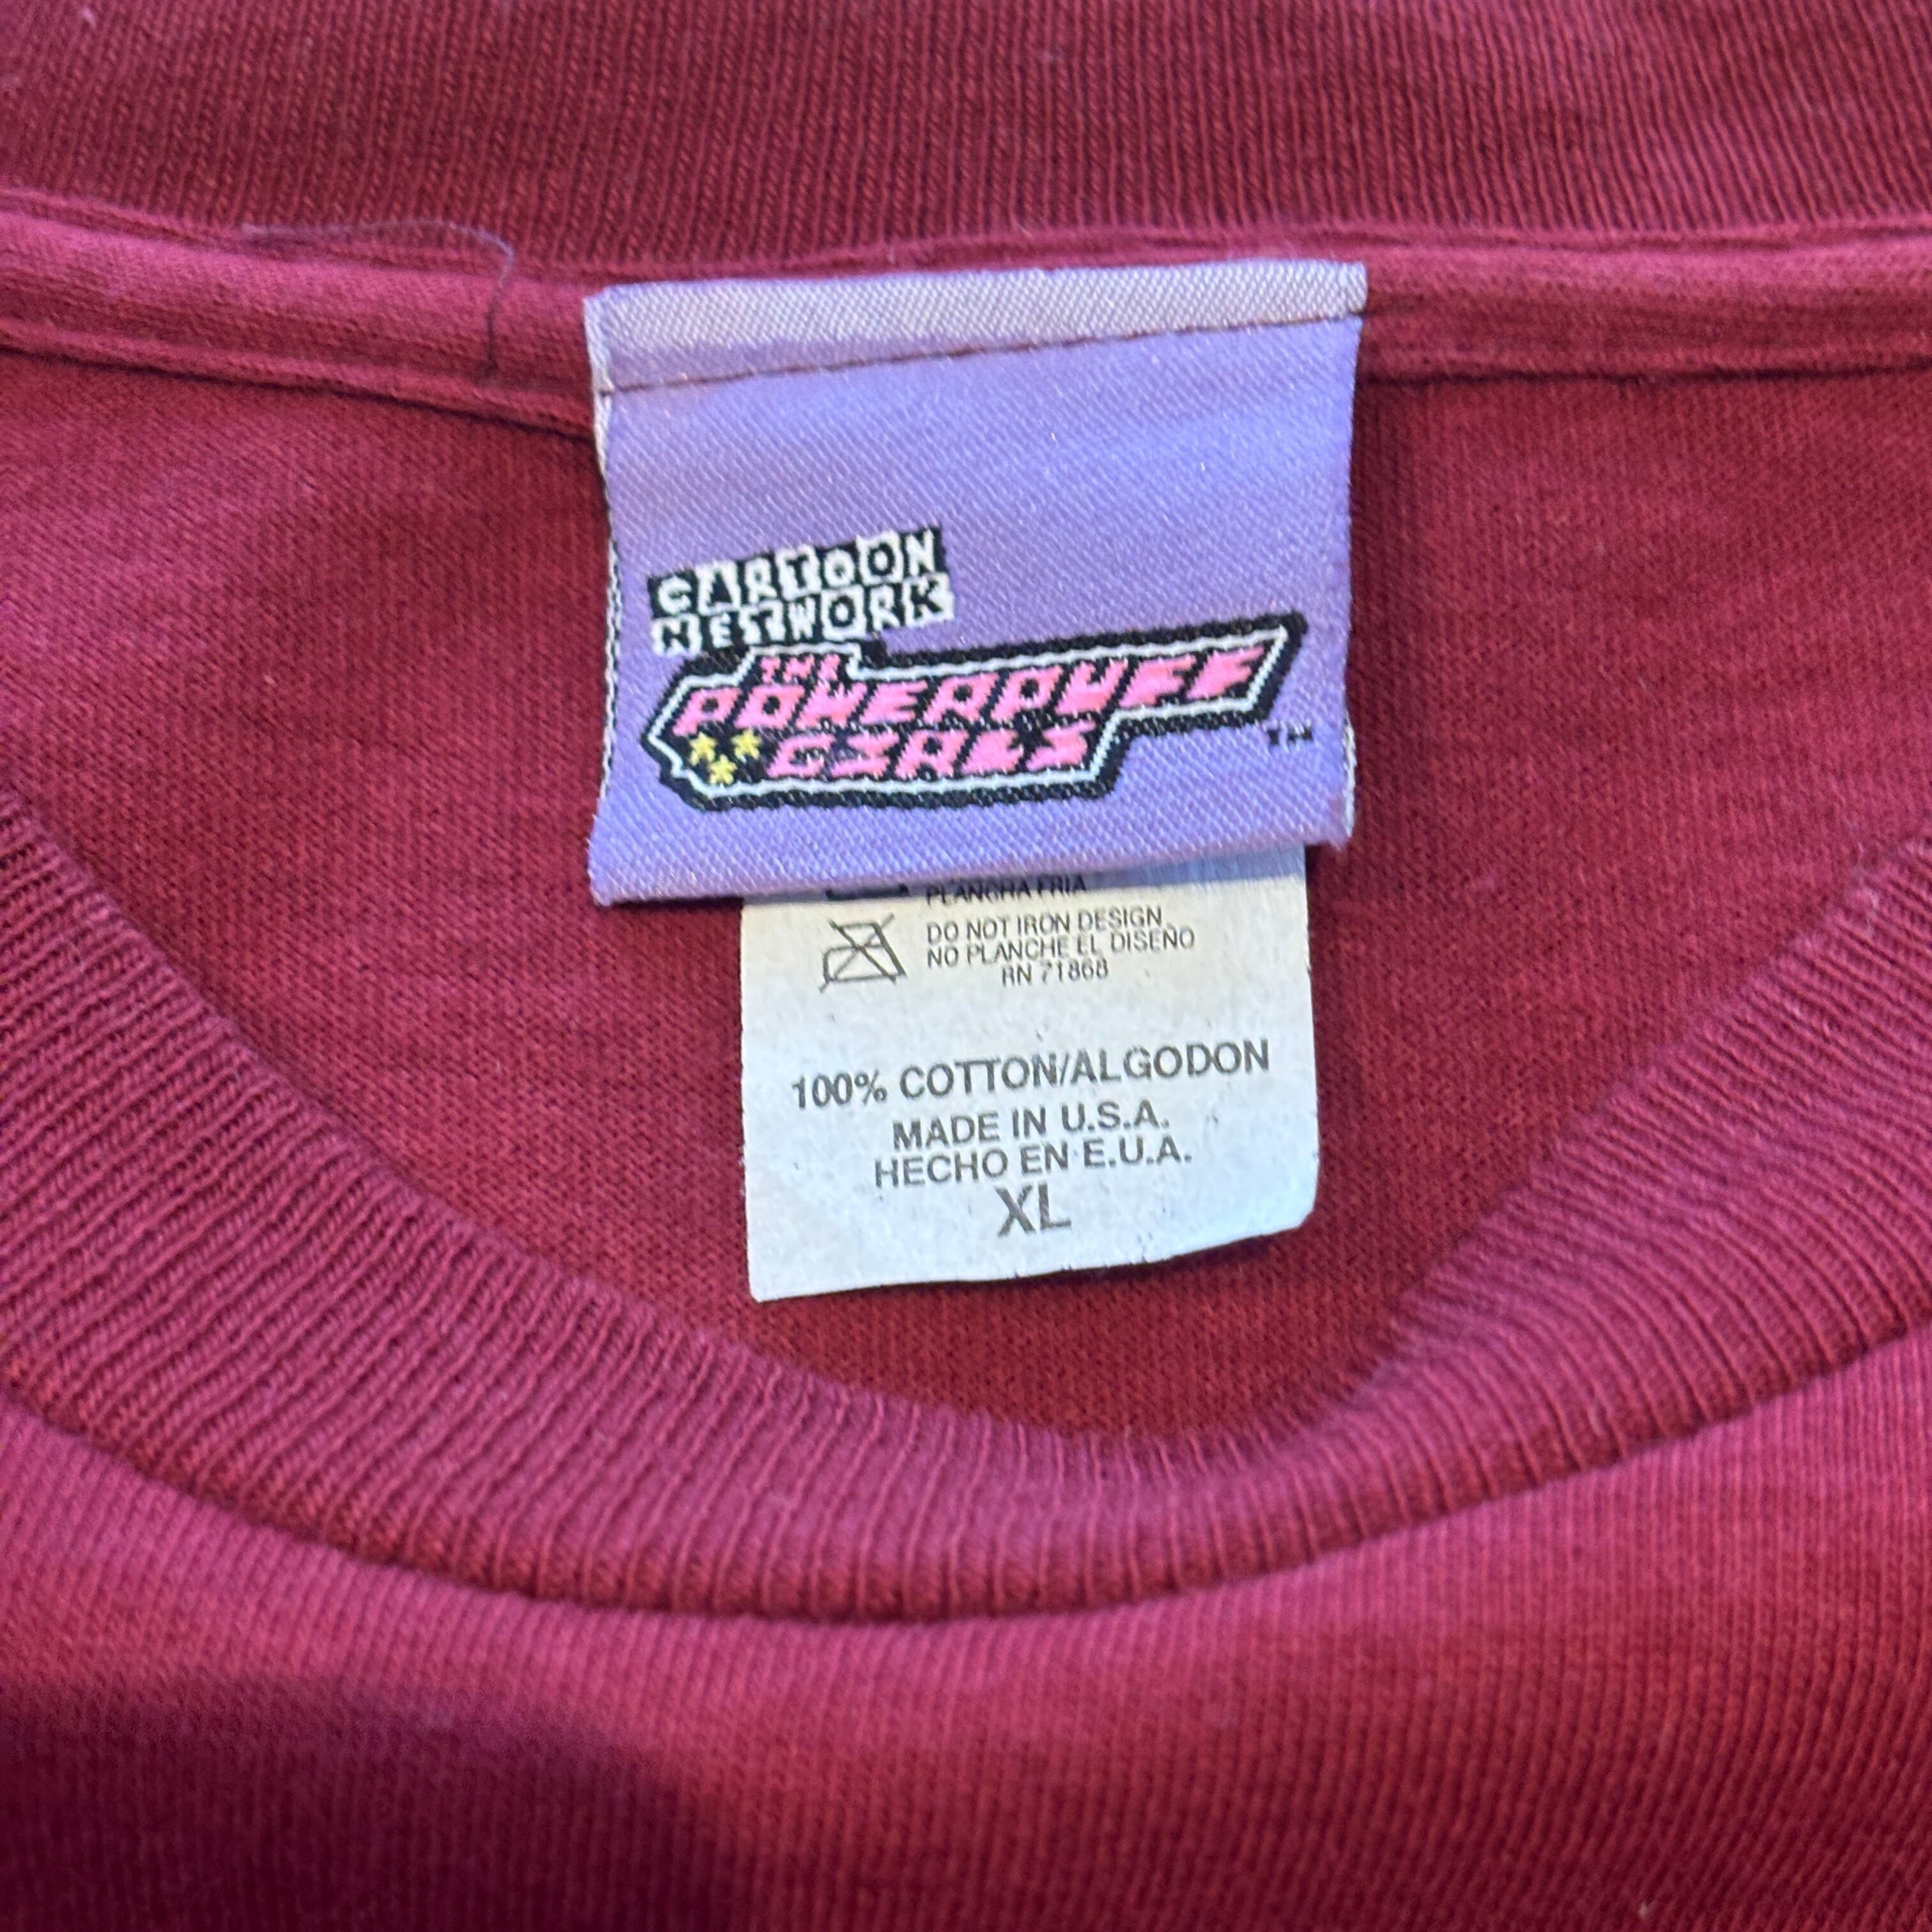 CARTOON
NETWORK
THE
POWERPUFF
GIRLS
TM
PLANCHA FRIA
DO NOT IRON DESIGN
NO PLANCHE EL DISEÑO
RN 71868
100% COTTON/ALGODON
MADE IN U.S.A.
HECHO EN E.U.A.
XL